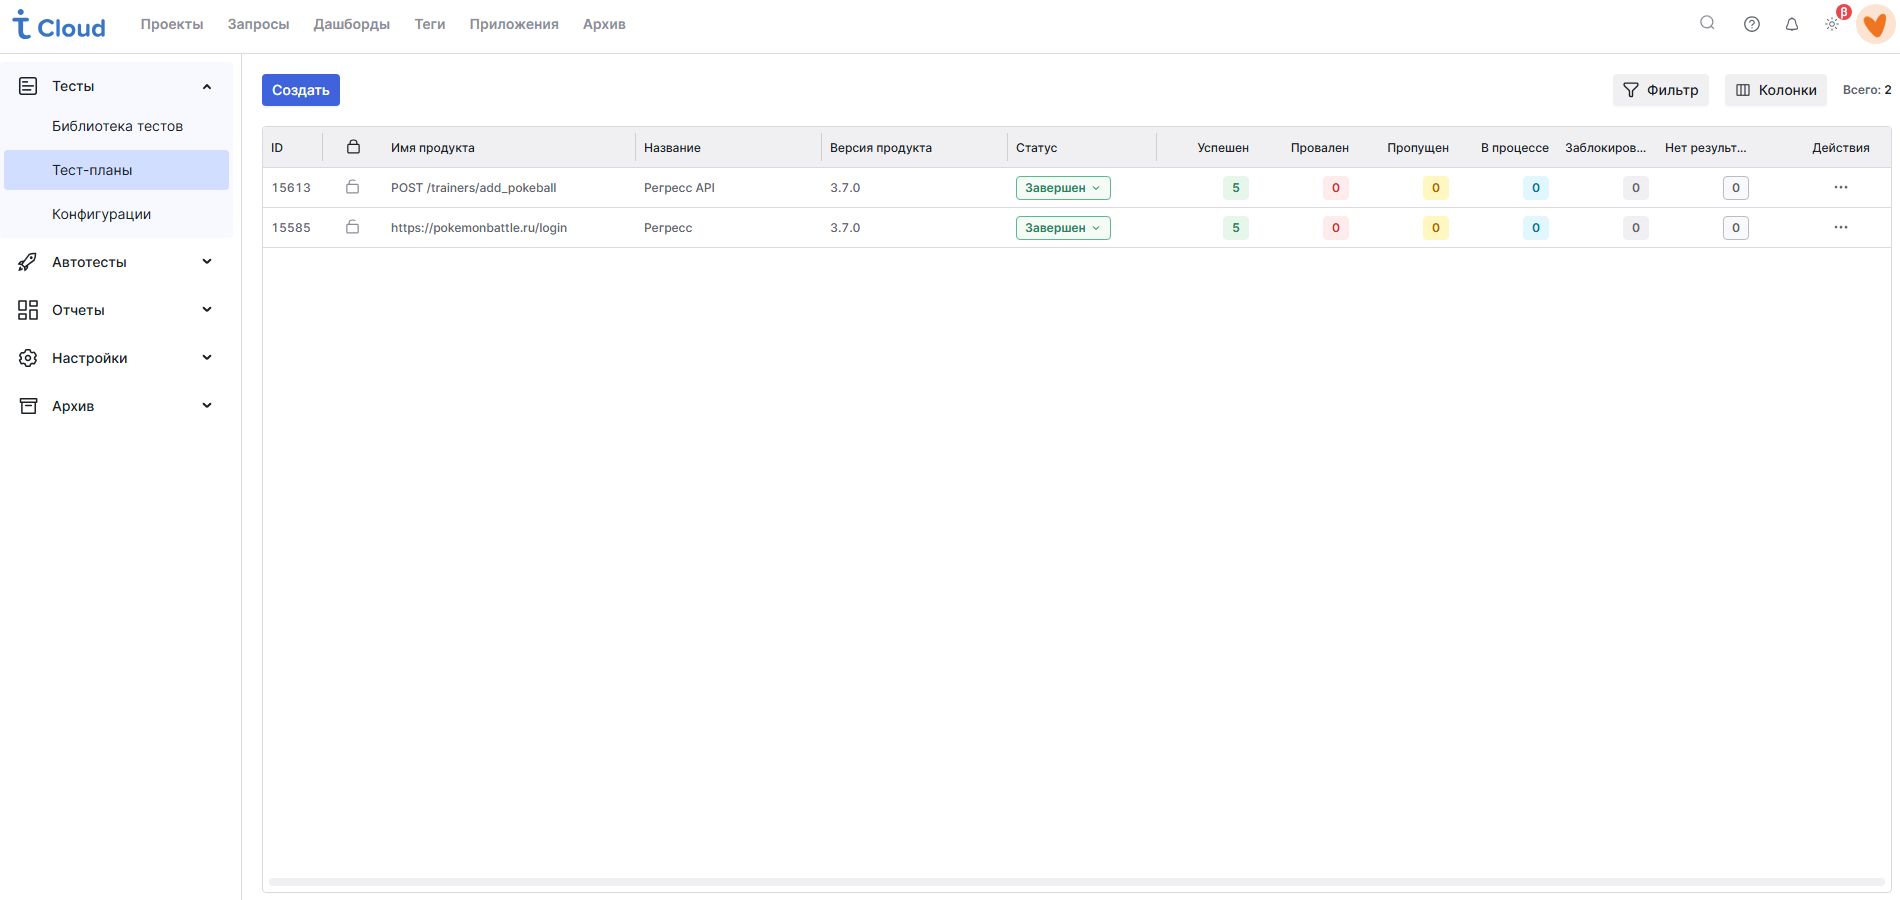 t Cloud
Проекты Запросы Дашборды Теги Приложения Архив
β
Тесты
Библиотека тестов
Тест-планы
Конфигурации
Автотесты
Отчеты
Настройки
Архив
Создать
Фильтр
Колонки
Всего: 2
ID Имя продукта Название Версия продукта Статус Успешен Провален Пропущен В процессе Заблокиров... Нет результ... Действия
15613 POST /trainers/add_pokeball Регресс API 3.7.0 Завершен 5 0 0 0 0 0 ...
15585 https://pokemonbattle.ru/login Регресс 3.7.0 Завершен 5 0 0 0 0 0 ...